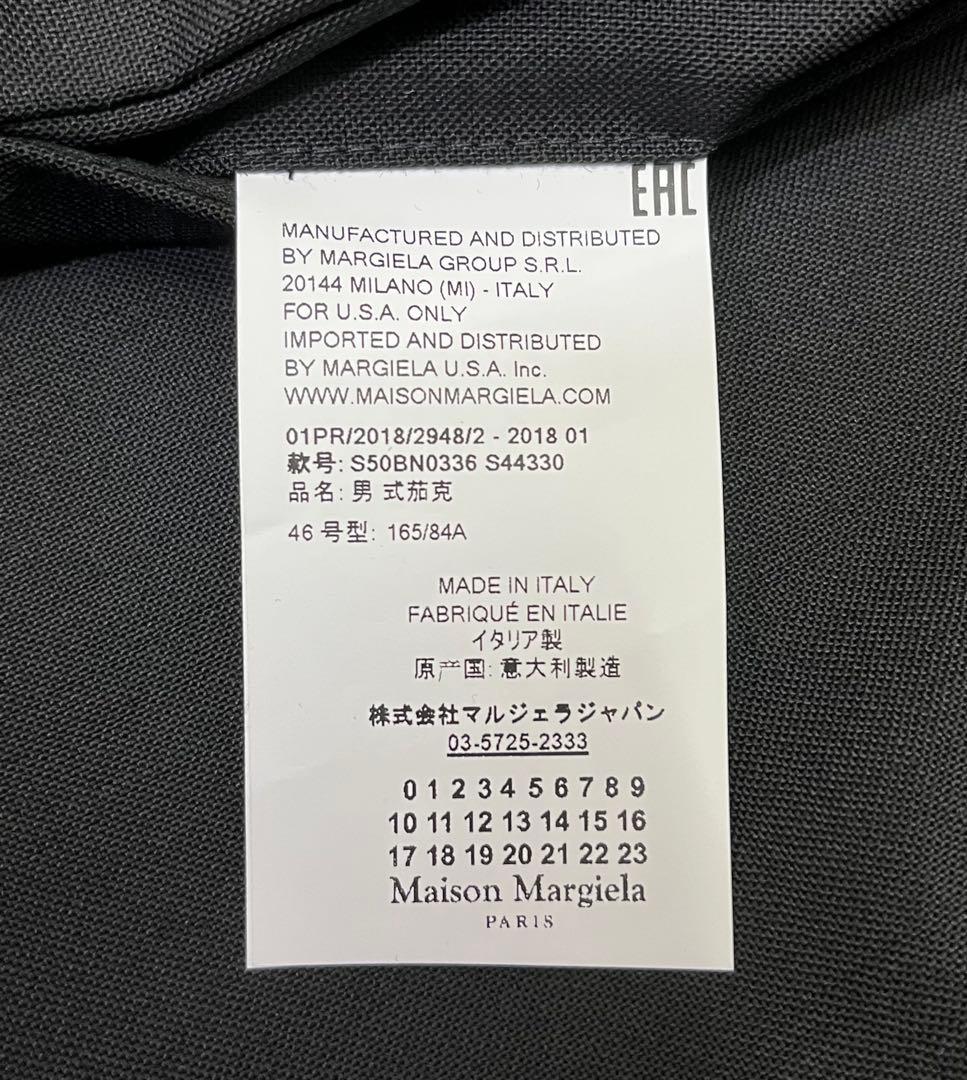 EAC
MANUFACTURED AND DISTRIBUTED
BY MARGIELA GROUP S.R.L.
20144 MILANO (MI) - ITALY
FOR U.S.A. ONLY
IMPORTED AND DISTRIBUTED
BY MARGIELA U.S.A. Inc.
WWW.MAISONMARGIELA.COM
01PR/2018/2948/2 - 2018 01
款号: S50BN0336 S44330
品名: 男 式茄克
46 号型: 165/84A
MADE IN ITALY
FABRIQUÉ EN ITALIE
イタリア製
原产国: 意大利製造
株式会社マルジェラジャパン
03-5725-2333
0 1 2 3 4 5 6 7 8 9
10 11 12 13 14 15 16
17 18 19 20 21 22 23
Maison Margiela
PARIS